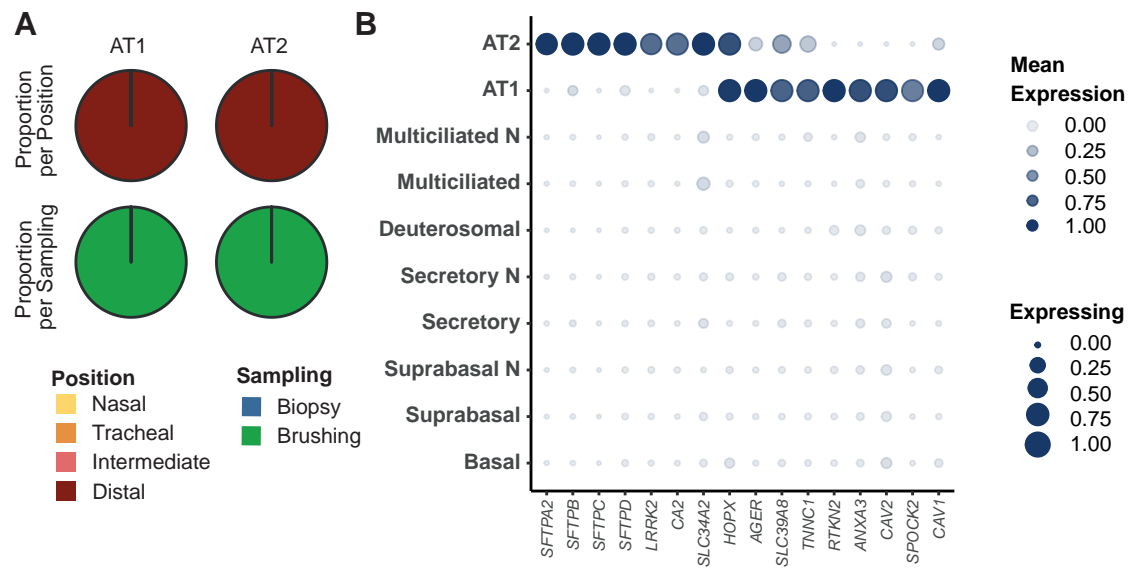 A
AT1
AT2
Proportion
per Position
Proportion
per Sampling
Position
Nasal
Tracheal
Intermediate
Distal
Sampling
Biopsy
Brushing
B
AT2
AT1
Multiciliated N
Multiciliated
Deuterosomal
Secretory N
Secretory
Suprabasal N
Suprabasal
Basal
SFTPA2
SFTPB
SFTPC
SFTPD
LRRK2
CA2
SLC34A2
HOPX
AGER
SLC39A8
TNNC1
RTKN2
ANXA3
CAV2
SPOCK2
CAV1
Mean
Expression
0.00
0.25
0.50
0.75
1.00
Expressing
0.00
0.25
0.50
0.75
1.00